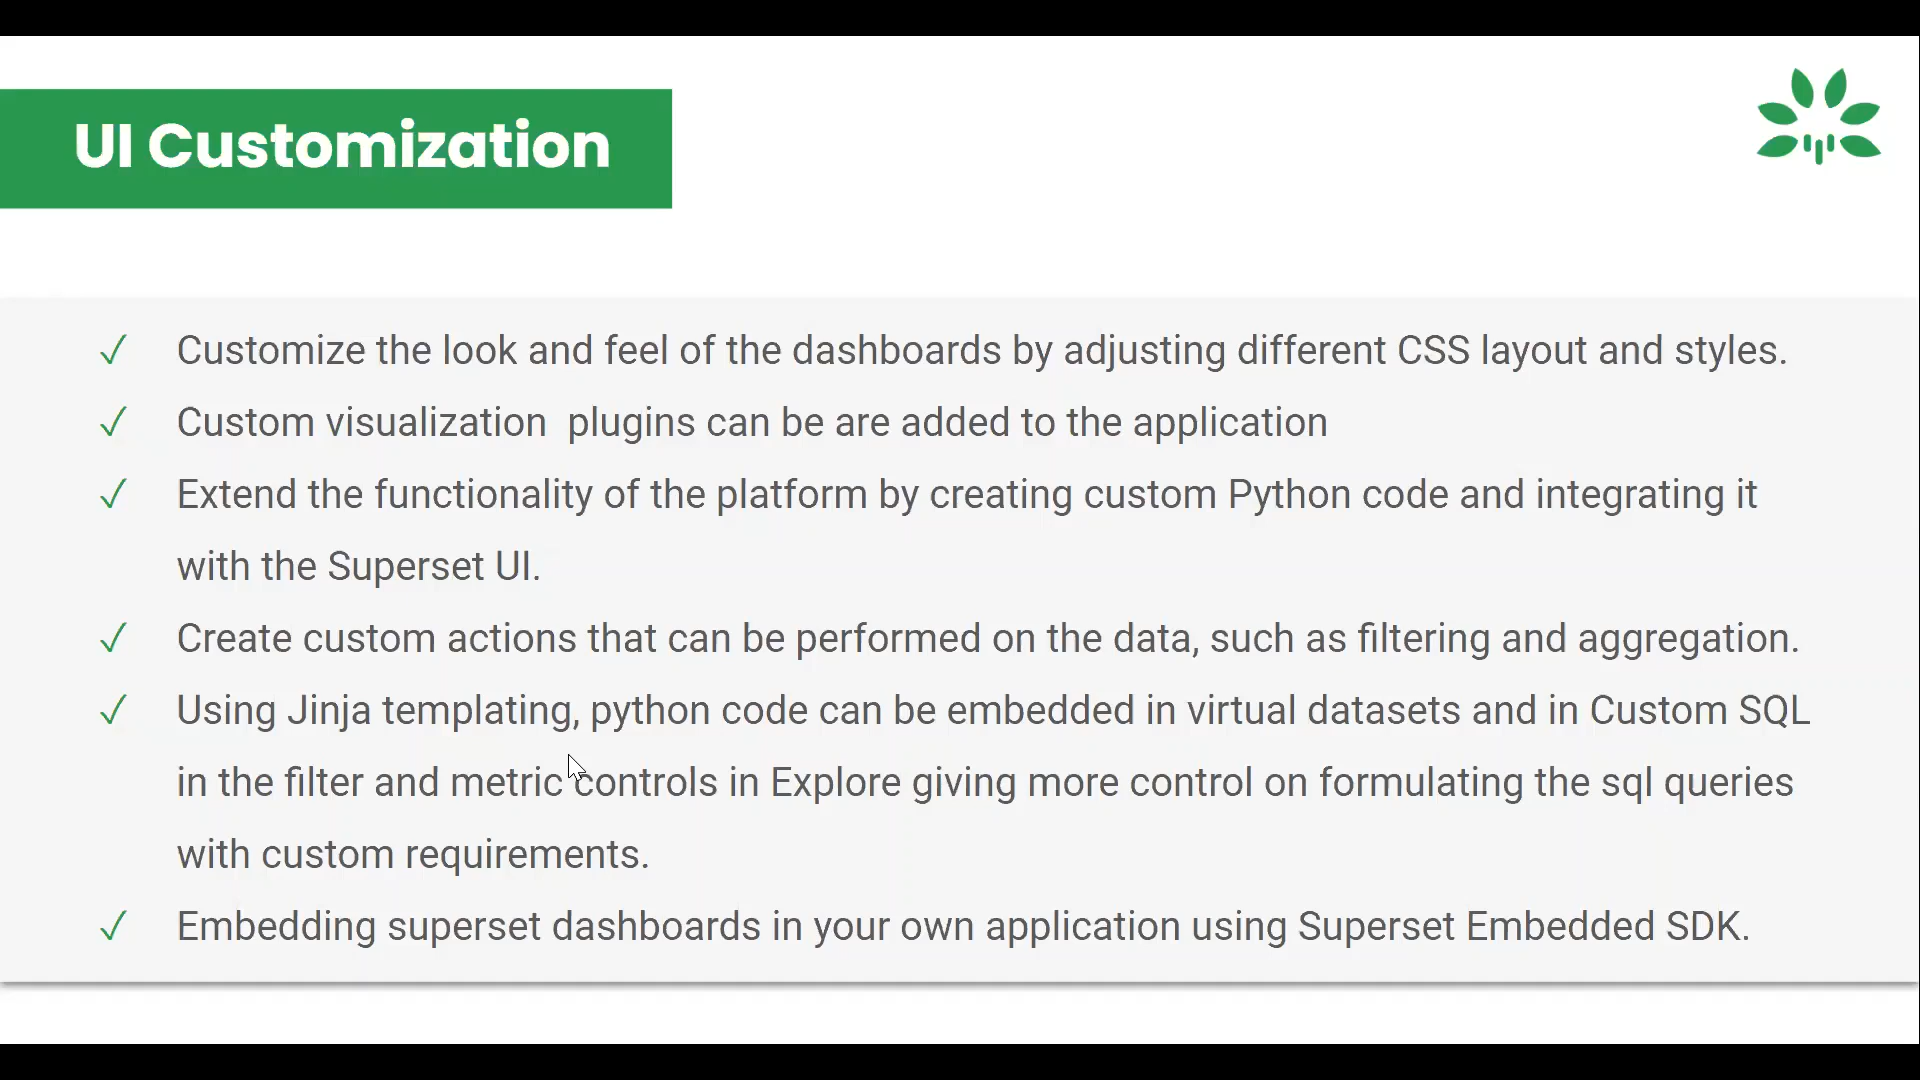 UI Customization
✓ Customize the look and feel of the dashboards by adjusting different CSS layout and styles.
✓ Custom visualization  plugins can be are added to the application
✓ Extend the functionality of the platform by creating custom Python code and integrating it
with the Superset UI.
✓ Create custom actions that can be performed on the data, such as filtering and aggregation.
✓ Using Jinja templating, python code can be embedded in virtual datasets and in Custom SQL
in the filter and metric controls in Explore giving more control on formulating the sql queries
with custom requirements.
✓ Embedding superset dashboards in your own application using Superset Embedded SDK.